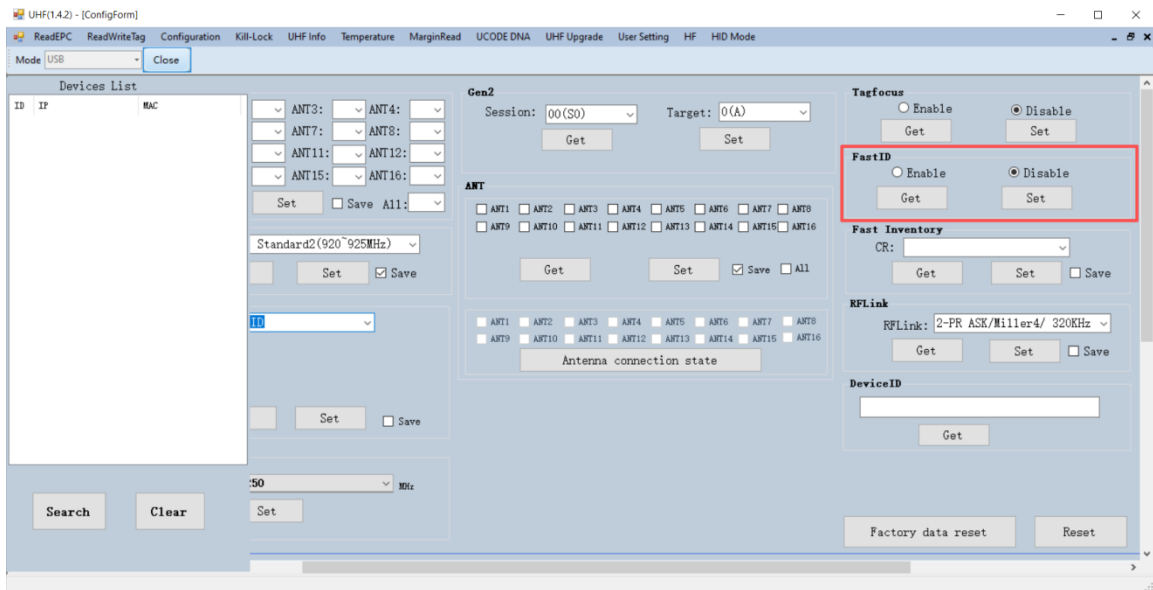 UHF(1.4.2) - [ConfigForm]
ReadEPC ReadWriteTag Configuration Kill-Lock UHF Info Temperature MarginRead UCODE DNA UHF Upgrade User Setting HF HID Mode
Mode USB Close
Devices List
ID IP MAC
Search Clear
ANT3: ANT4:
ANT7: ANT8:
ANT11: ANT12:
ANT15: ANT16:
Set Save All:
Standard2(920~925MHz)
Set Save
ID
Set Save
MHz
Set
Gen2
Session: 00(S0) Target: 0(A)
Get Set
ANT
ANT1 ANT2 ANT3 ANT4 ANT5 ANT6 ANT7 ANT8
ANT9 ANT10 ANT11 ANT12 ANT13 ANT14 ANT15 ANT16
Get Set Save All
ANT1 ANT2 ANT3 ANT4 ANT5 ANT6 ANT7 ANT8
ANT9 ANT10 ANT11 ANT12 ANT13 ANT14 ANT15 ANT16
Antenna connection state
Tagfocus
Enable Disable
Get Set
FastID
Enable Disable
Get Set
Fast Inventory
CR:
Get Set Save
RFLink
RFLink: 2-PR ASK/Miller4/ 320KHz
Get Set Save
DeviceID
Get
Factory data reset Reset